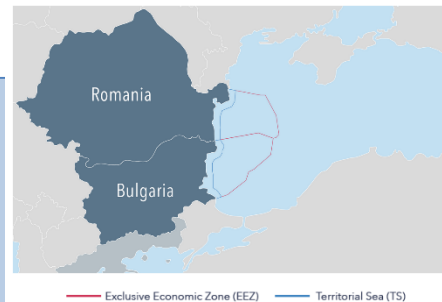 Romania
Bulgaria
Exclusive Economic Zone (EEZ)
Territorial Sea (TS)